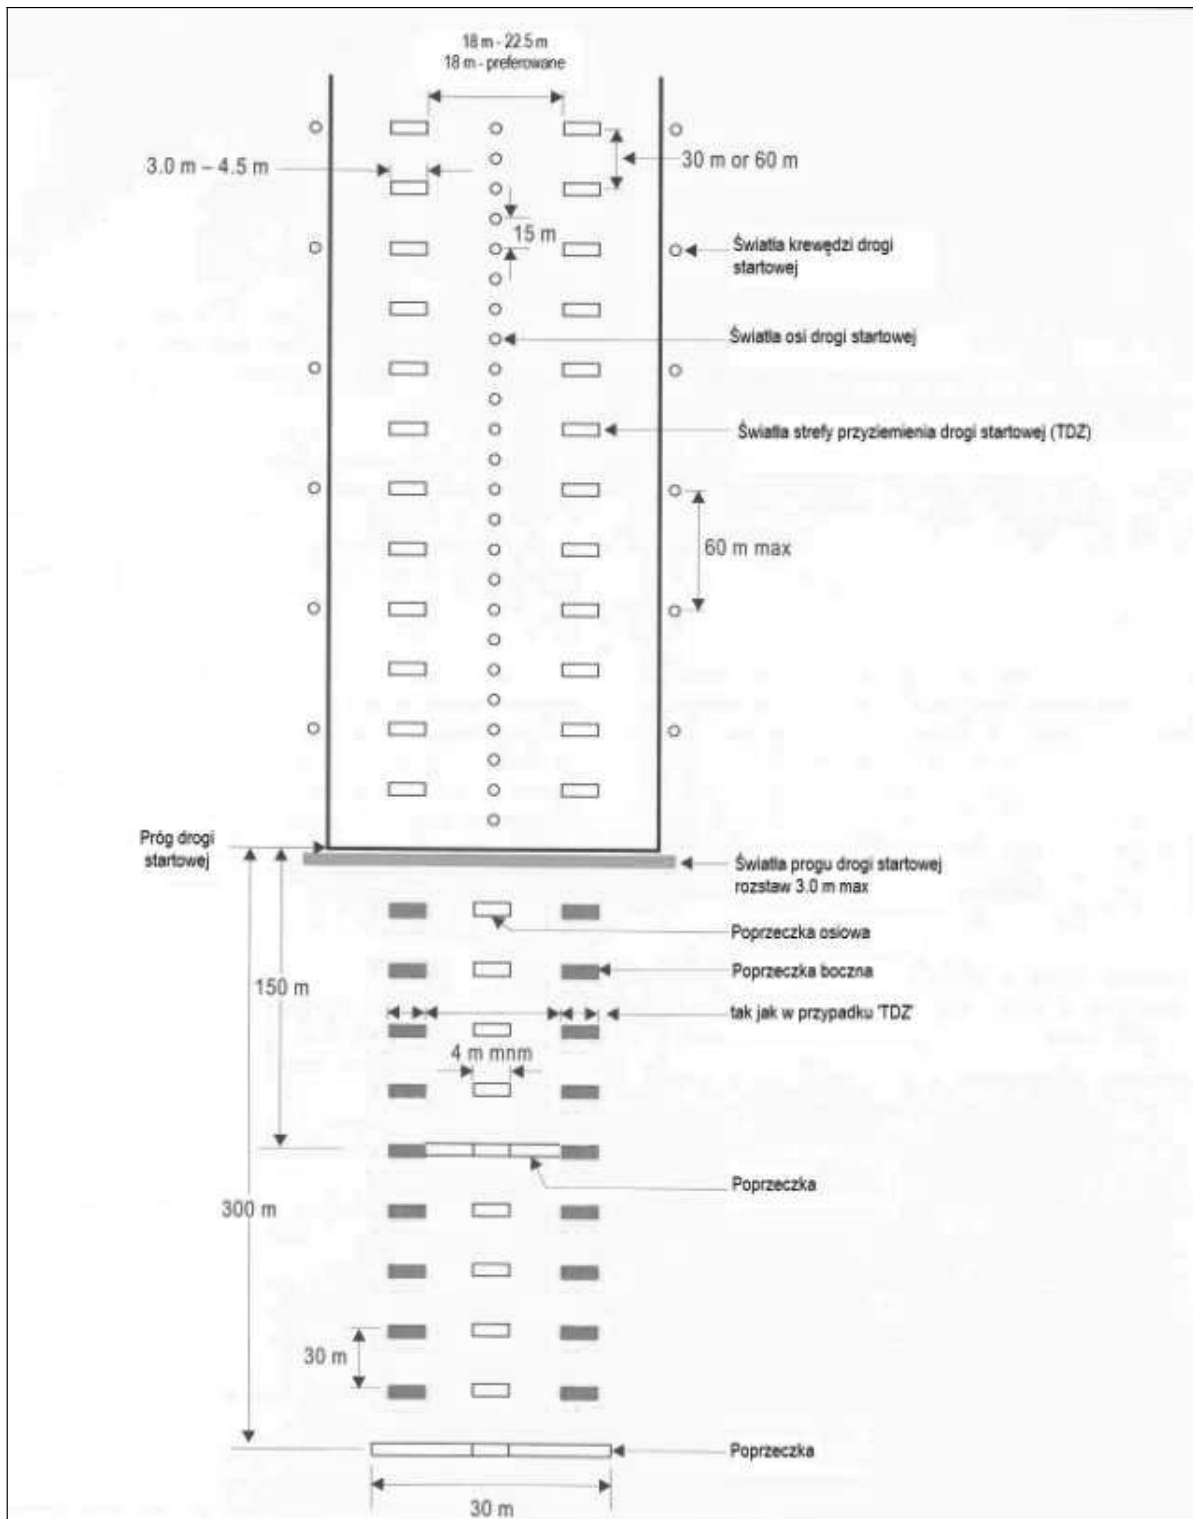 18 m - 22.5 m
18 m - preferowane
3.0 m – 4.5 m
30 m or 60 m
15 m
Światła krewędzi drogi
startowej
Światła osi drogi startowej
Światła strefy przyziemienia drogi startowej (TDZ)
60 m max
Próg drogi
startowej
Światła progu drogi startowej
rozstaw 3.0 m max
Poprzeczka osiowa
Poprzeczka boczna
150 m
tak jak w przypadku 'TDZ'
4 m mnm
Poprzeczka
300 m
30 m
Poprzeczka
30 m